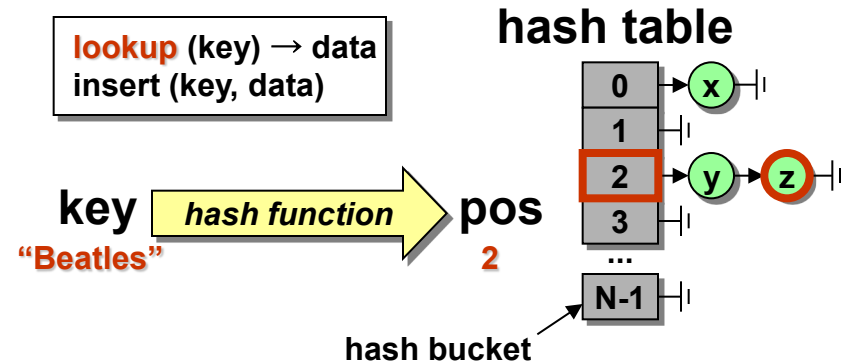 hash table
lookup (key) → data
insert (key, data)
0
x
1
2
y
z
3
...
N-1
key
hash function
pos
“Beatles”
2
hash bucket